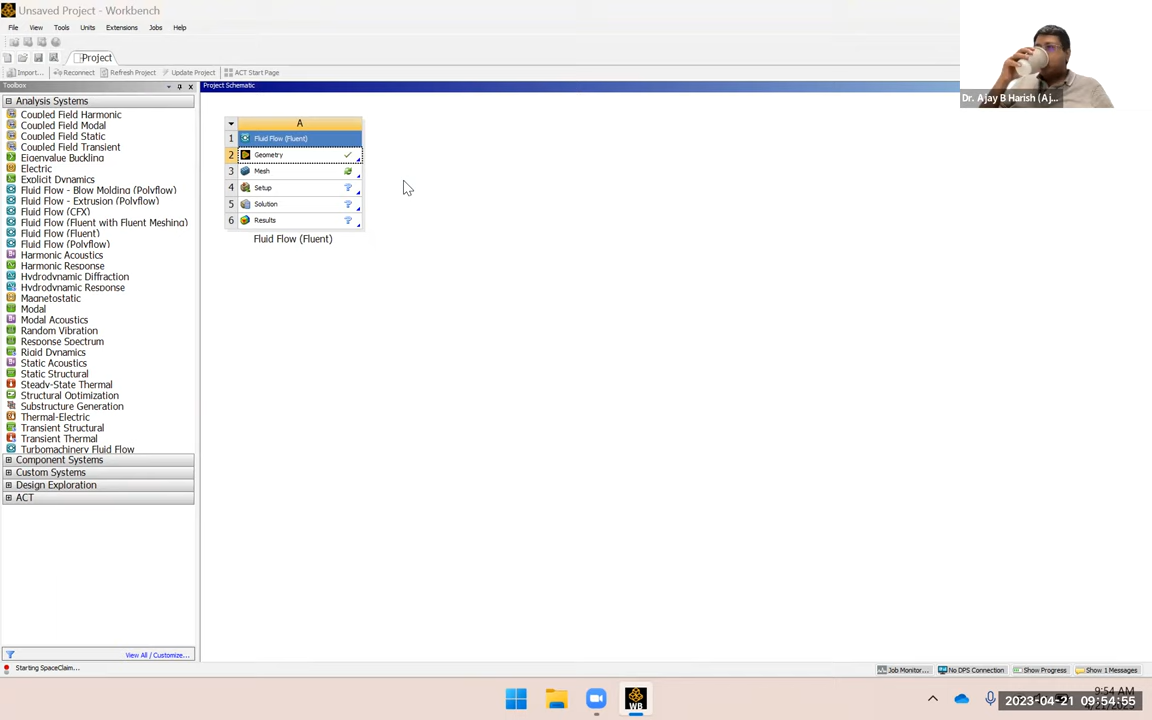 Unsaved Project - Workbench
File View Tools Units Extensions Jobs Help
Project
Import... Reconnect Refresh Project Update Project ACT Start Page
Toolbox
Project Schematic
Dr. Ajay B Harish (Aj...
Analysis Systems
Coupled Field Harmonic
Coupled Field Modal
Coupled Field Static
Coupled Field Transient
Eigenvalue Buckling
Electric
Explicit Dynamics
Fluid Flow - Blow Molding (Polyflow)
Fluid Flow - Extrusion (Polyflow)
Fluid Flow (CFX)
Fluid Flow (Fluent with Fluent Meshing)
Fluid Flow (Fluent)
Fluid Flow (Polyflow)
Harmonic Acoustics
Harmonic Response
Hydrodynamic Diffraction
Hydrodynamic Response
Magnetostatic
Modal
Modal Acoustics
Random Vibration
Response Spectrum
Rigid Dynamics
Static Acoustics
Static Structural
Steady-State Thermal
Structural Optimization
Substructure Generation
Thermal-Electric
Transient Structural
Transient Thermal
Turbomachinery Fluid Flow
Component Systems
Custom Systems
Design Exploration
ACT
View All / Customize...
A
1 Fluid Flow (Fluent)
2 Geometry
3 Mesh
4 Setup ?
5 Solution ?
6 Results ?
Fluid Flow (Fluent)
Starting SpaceClaim...
Job Monitor... No DPS Connection Show Progress Show 1 Messages
WB
9:54 AM
2023-04-21 09:54:55